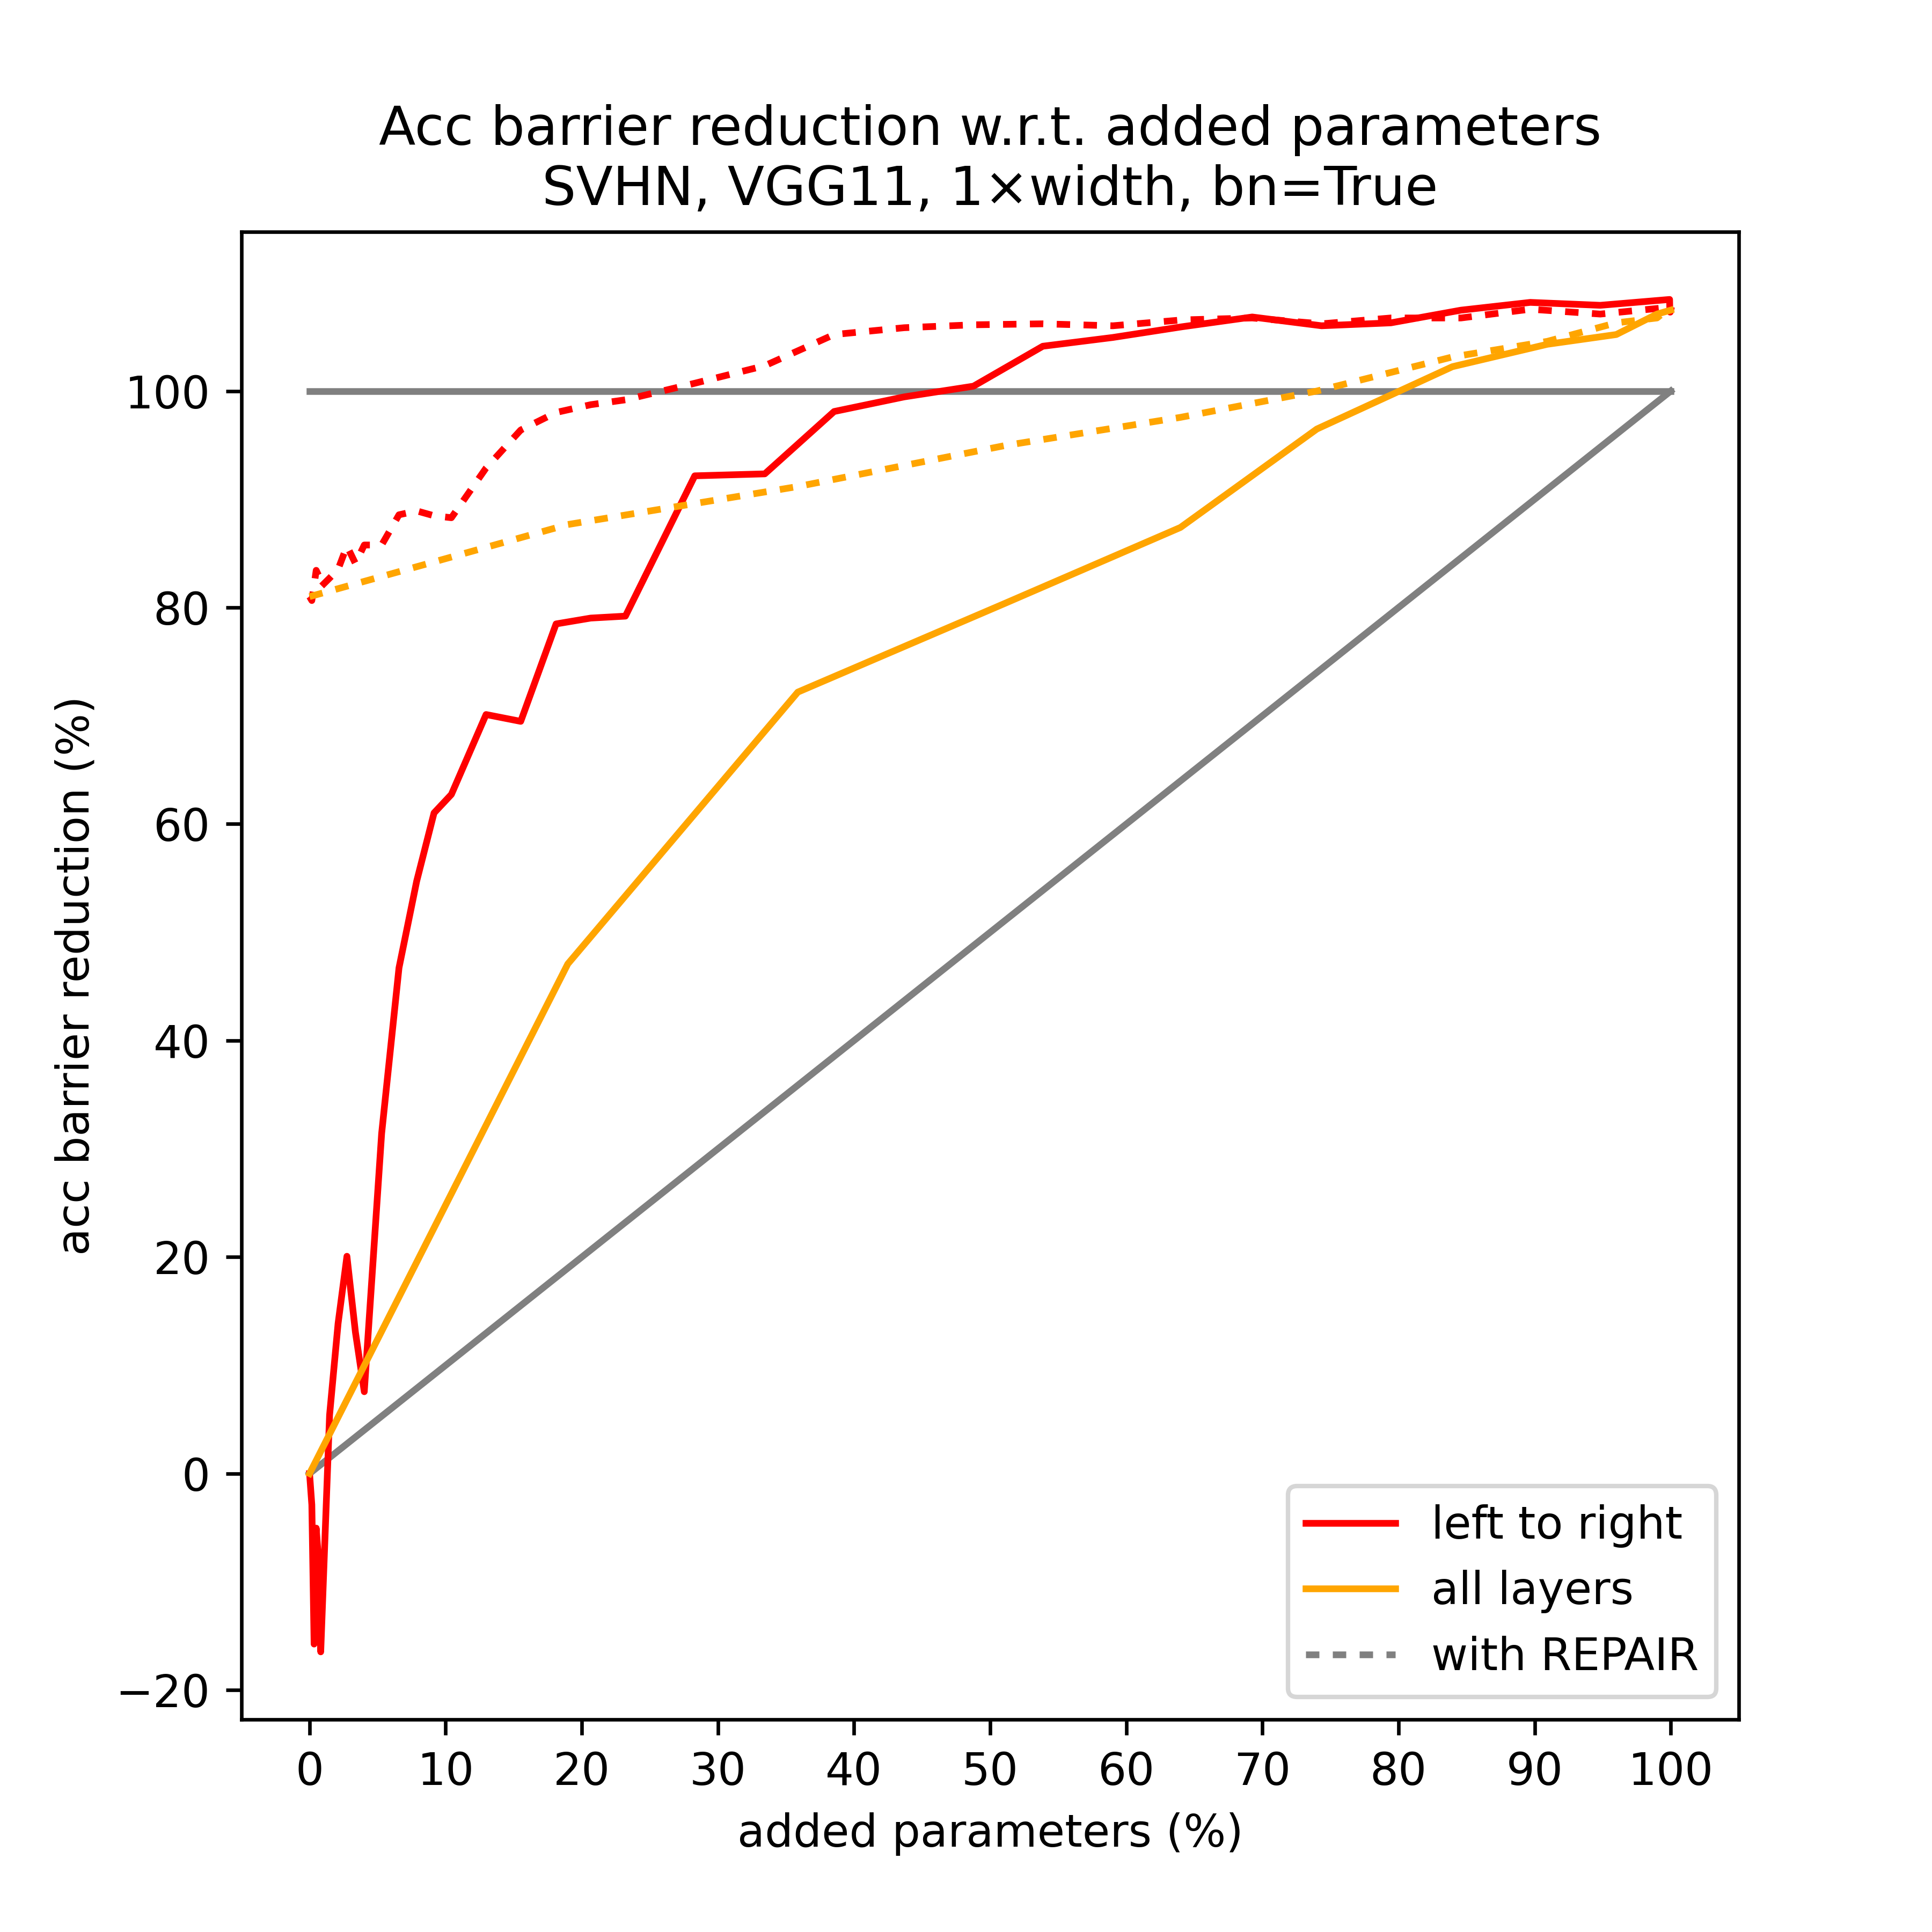 Acc barrier reduction w.r.t. added parameters
SVHN, VGG11, 1×width, bn=True
acc barrier reduction (%)
100
80
60
40
20
0
−20
0 10 20 30 40 50 60 70 80 90 100
added parameters (%)
left to right
all layers
with REPAIR